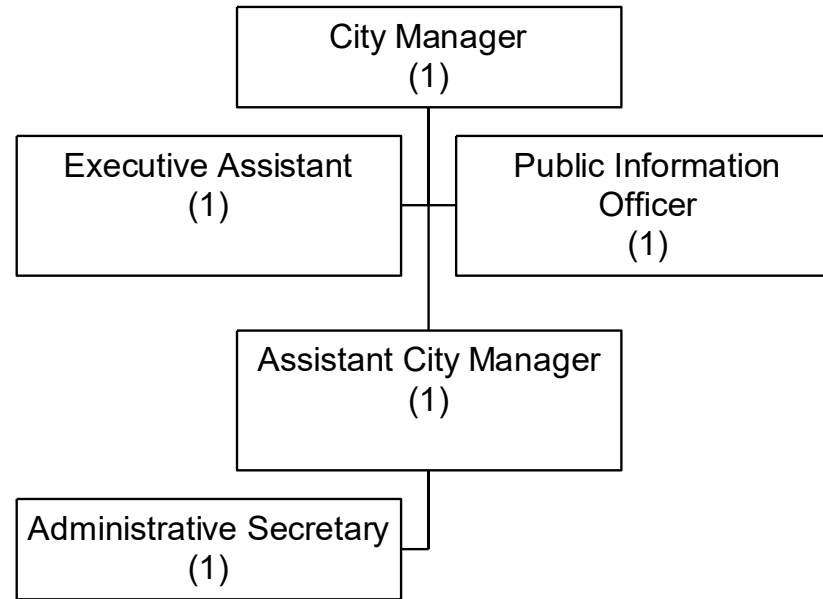 City Manager
(1)
Executive Assistant
(1)
Public Information
Officer
(1)
Assistant City Manager
(1)
Administrative Secretary
(1)